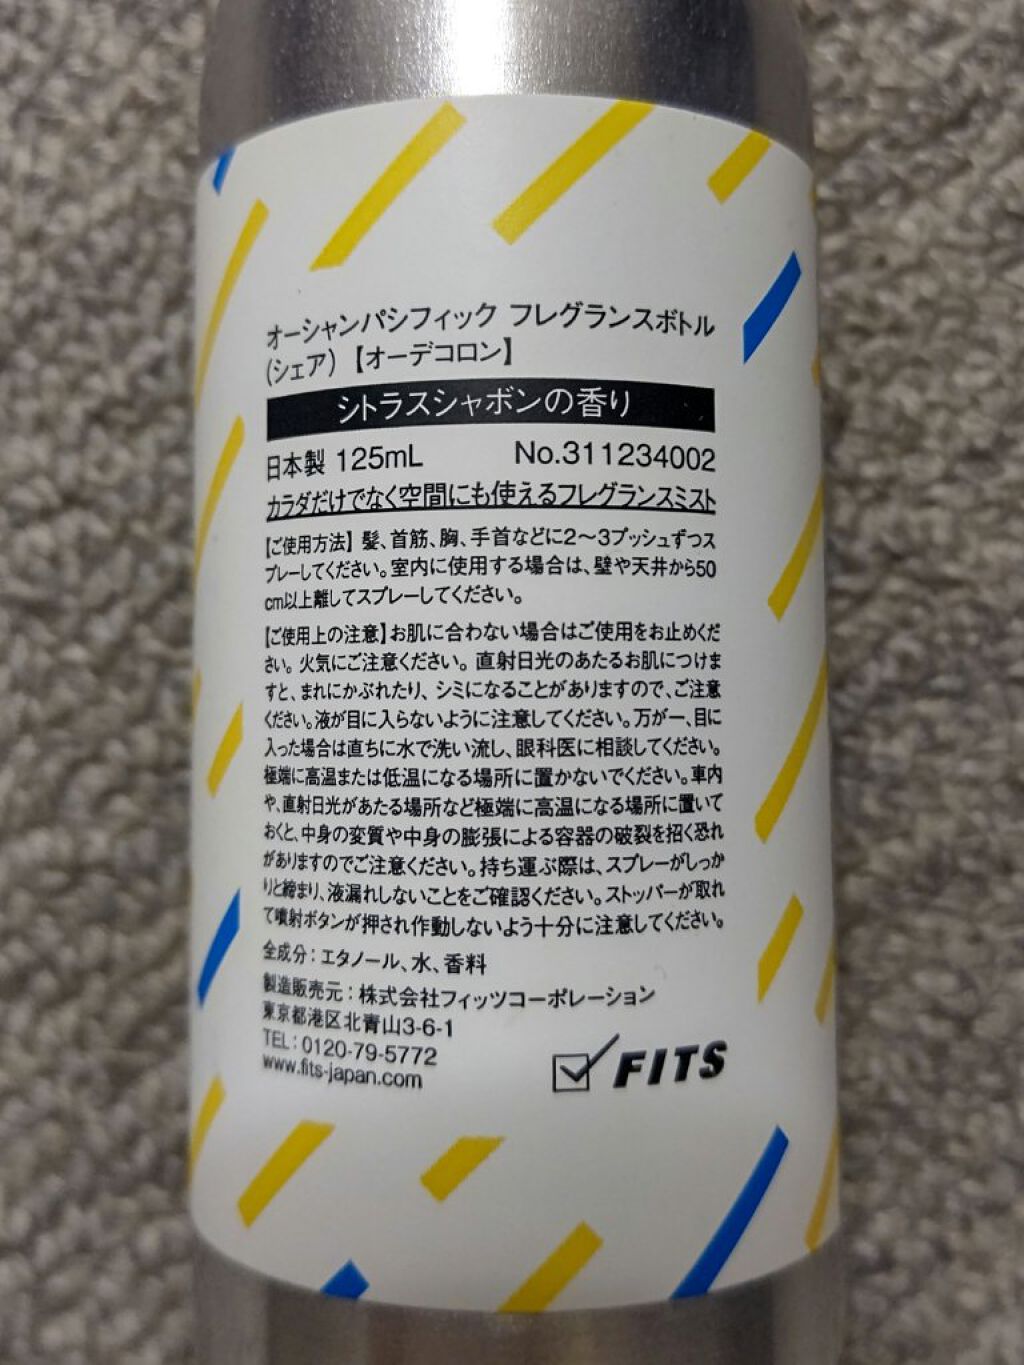 オーシャンパシフィック フレグランスボトル
(シェア)【オーデコロン】
シトラスシャボンの香り
日本製 125mL No.311234002
カラダだけでなく空間にも使えるフレグランスミスト
【ご使用方法】髪、首筋、胸、手首などに2〜3プッシュずつス
プレーしてください。室内に使用する場合は、壁や天井から50
cm以上離してスプレーしてください。
【ご使用上の注意】お肌に合わない場合はご使用をお止めくだ
さい。火気にご注意ください。直射日光のあたるお肌につけま
すと、まれにかぶれたり、シミになることがありますので、ご注意
ください。液が目に入らないように注意してください。万が一、目に
入った場合は直ちに水で洗い流し、眼科医に相談してください。
極端に高温または低温になる場所に置かないでください。車内
や、直射日光があたる場所など極端に高温になる場所に置いて
おくと、中身の変質や中身の膨張による容器の破裂を招く恐れ
がありますのでご注意ください。持ち運ぶ際は、スプレーがしっか
りと締まり、液漏れしないことをご確認ください。ストッパーが取れ
て噴射ボタンが押され作動しないよう十分に注意してください。
全成分：エタノール、水、香料
製造販売元：株式会社フィッツコーポレーション
東京都港区北青山3-6-1
TEL：0120-79-5772
www.fits-japan.com
FITS